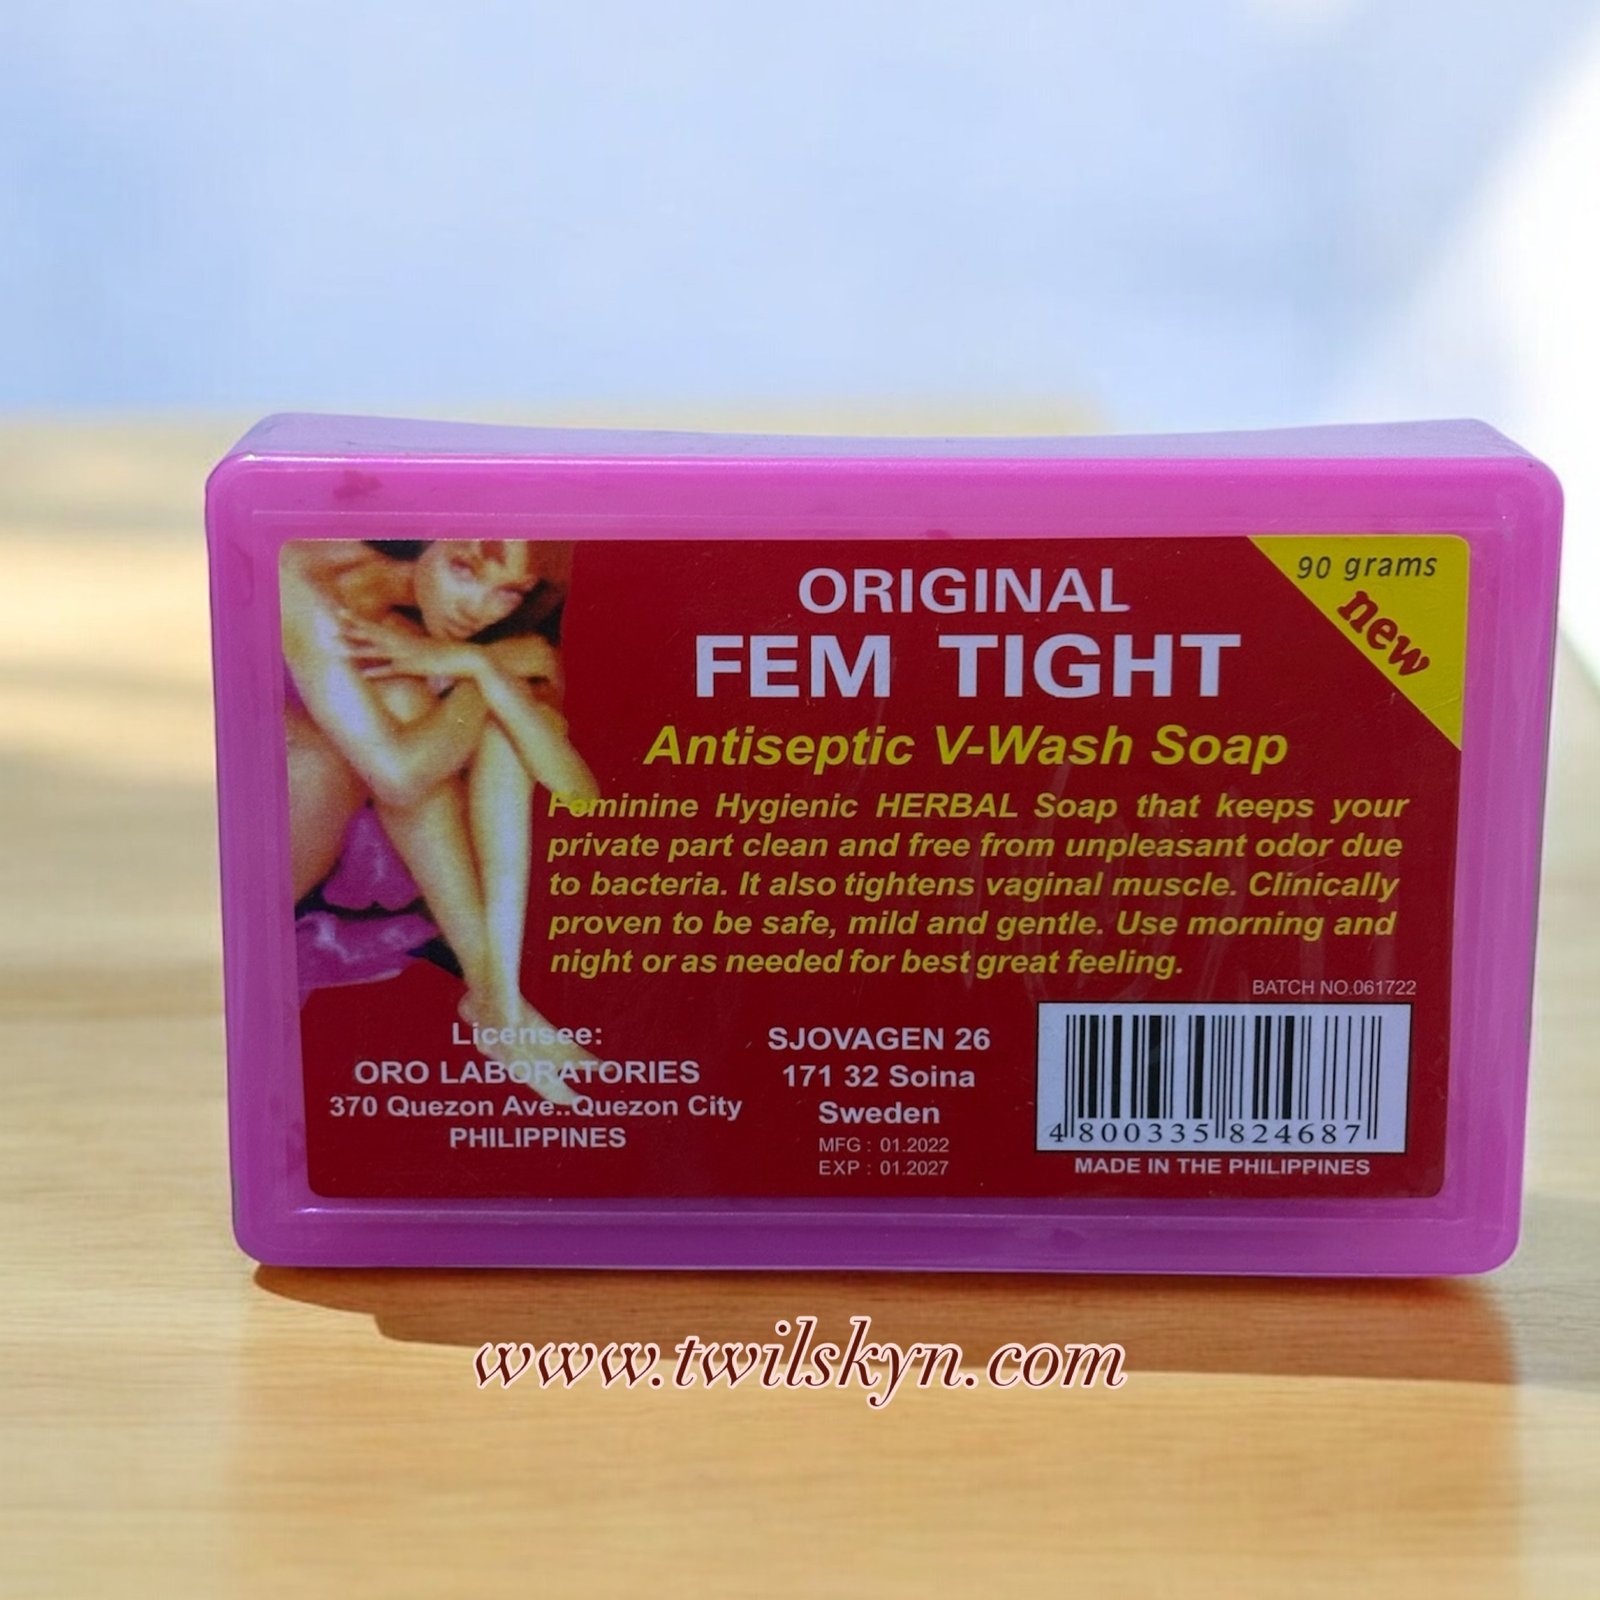 ORIGINAL
FEM TIGHT
Antiseptic V-Wash Soap
90 grams
new
Feminine Hygienic HERBAL Soap that keeps your
private part clean and free from unpleasant odor due
to bacteria. It also tightens vaginal muscle. Clinically
proven to be safe, mild and gentle. Use morning and
night or as needed for best great feeling.
BATCH NO.061722
Licensee:
ORO LABORATORIES
370 Quezon Ave..Quezon City
PHILIPPINES
SJOVAGEN 26
171 32 Soina
Sweden
MFG : 01.2022
EXP : 01.2027
4 800335 824687
MADE IN THE PHILIPPINES
www.twilskyn.com